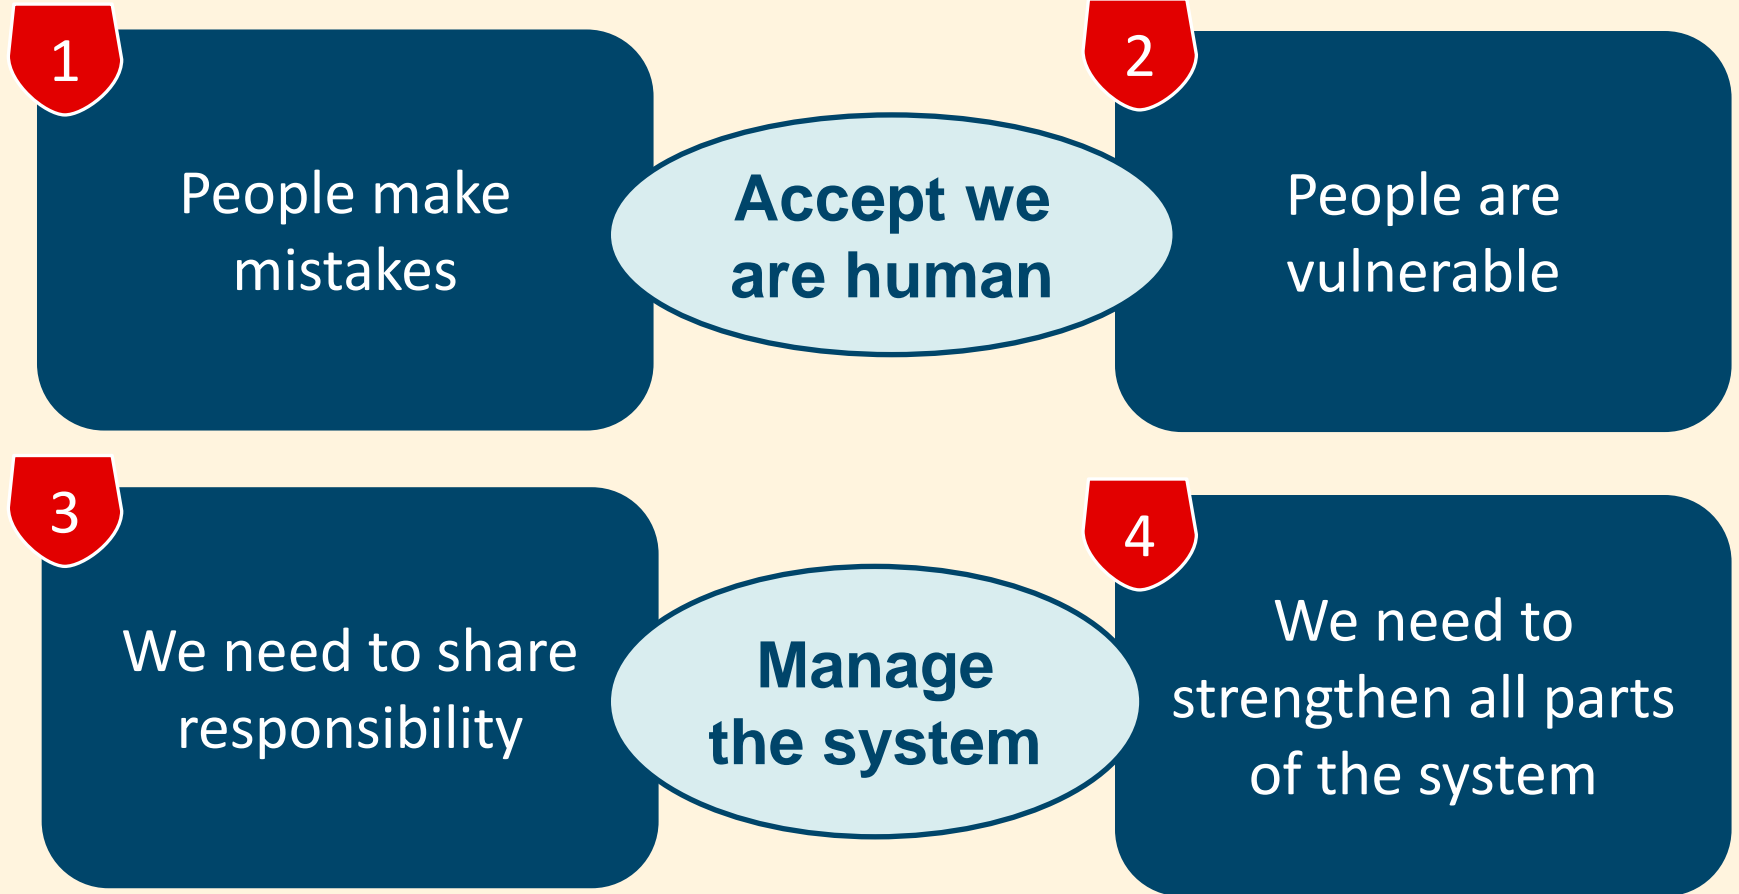 1
People make
mistakes
Accept we
are human
2
People are
vulnerable
3
We need to share
responsibility
Manage
the system
4
We need to
strengthen all parts
of the system